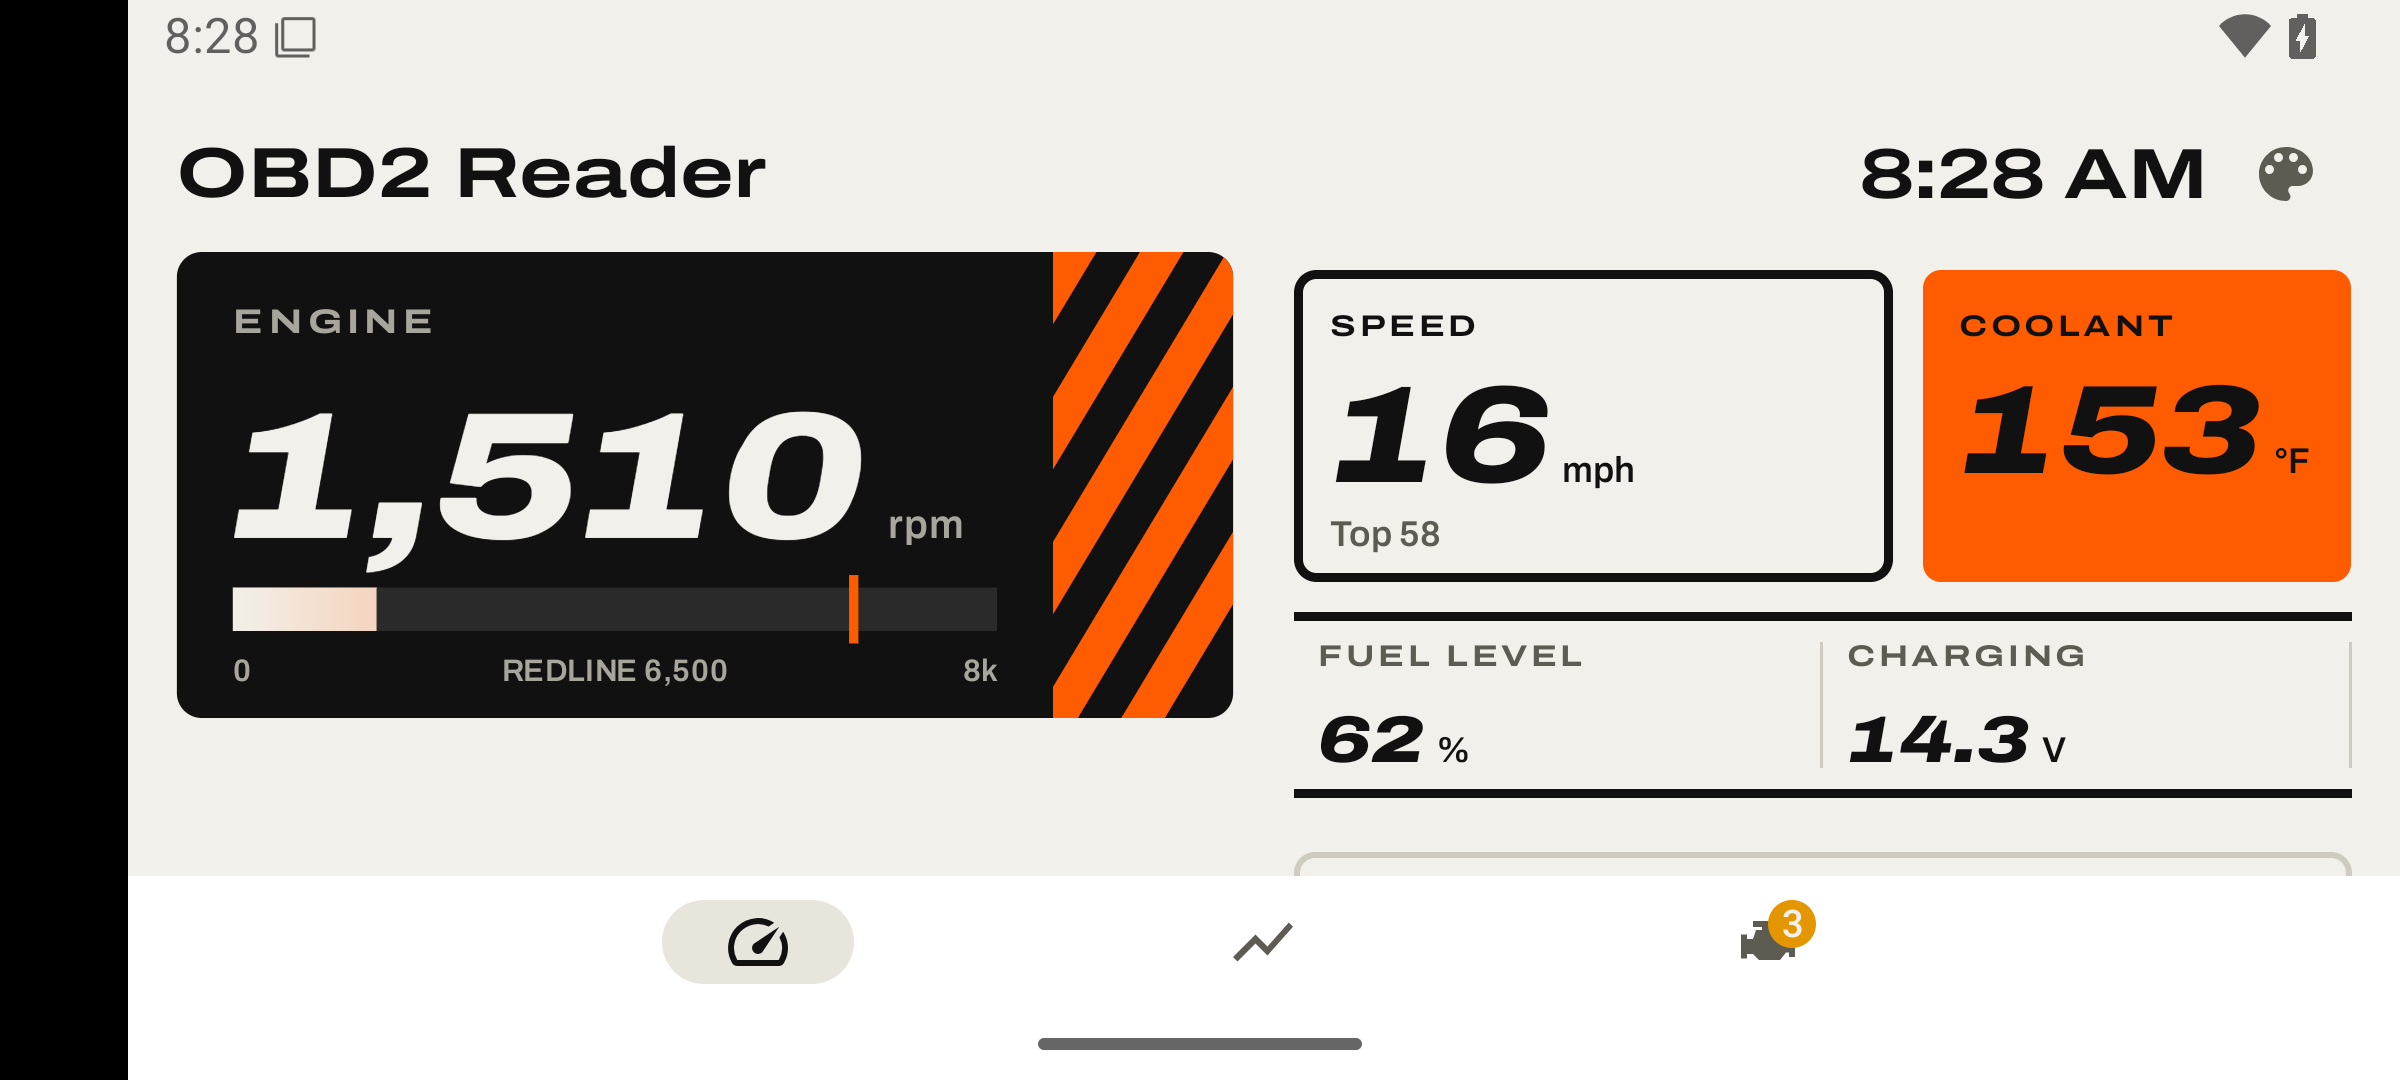 8:28
OBD2 Reader
8:28 AM
ENGINE
1,510 rpm
0 REDLINE 6,500 8k
SPEED
16 mph
Top 58
COOLANT
153 °F
FUEL LEVEL
62 %
CHARGING
14.3 V
3